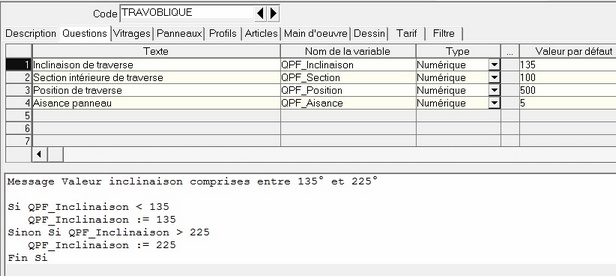 Code TRAVOBLIQUE
Description Questions Vitrages Panneaux Profils Articles Main d'oeuvre Dessin Tarif Filtre
Texte Nom de la variable Type ... Valeur par défaut
1 Inclinaison de traverse QPF_Inclinaison Numérique 135
2 Section intérieure de traverse QPF_Section Numérique 100
3 Position de traverse QPF_Position Numérique 500
4 Aisance panneau QPF_Aisance Numérique 5
5
6
7
Message Valeur inclinaison comprises entre 135° et 225°
Si QPF_Inclinaison < 135
QPF_Inclinaison := 135
Sinon Si QPF_Inclinaison > 225
QPF_Inclinaison := 225
Fin Si